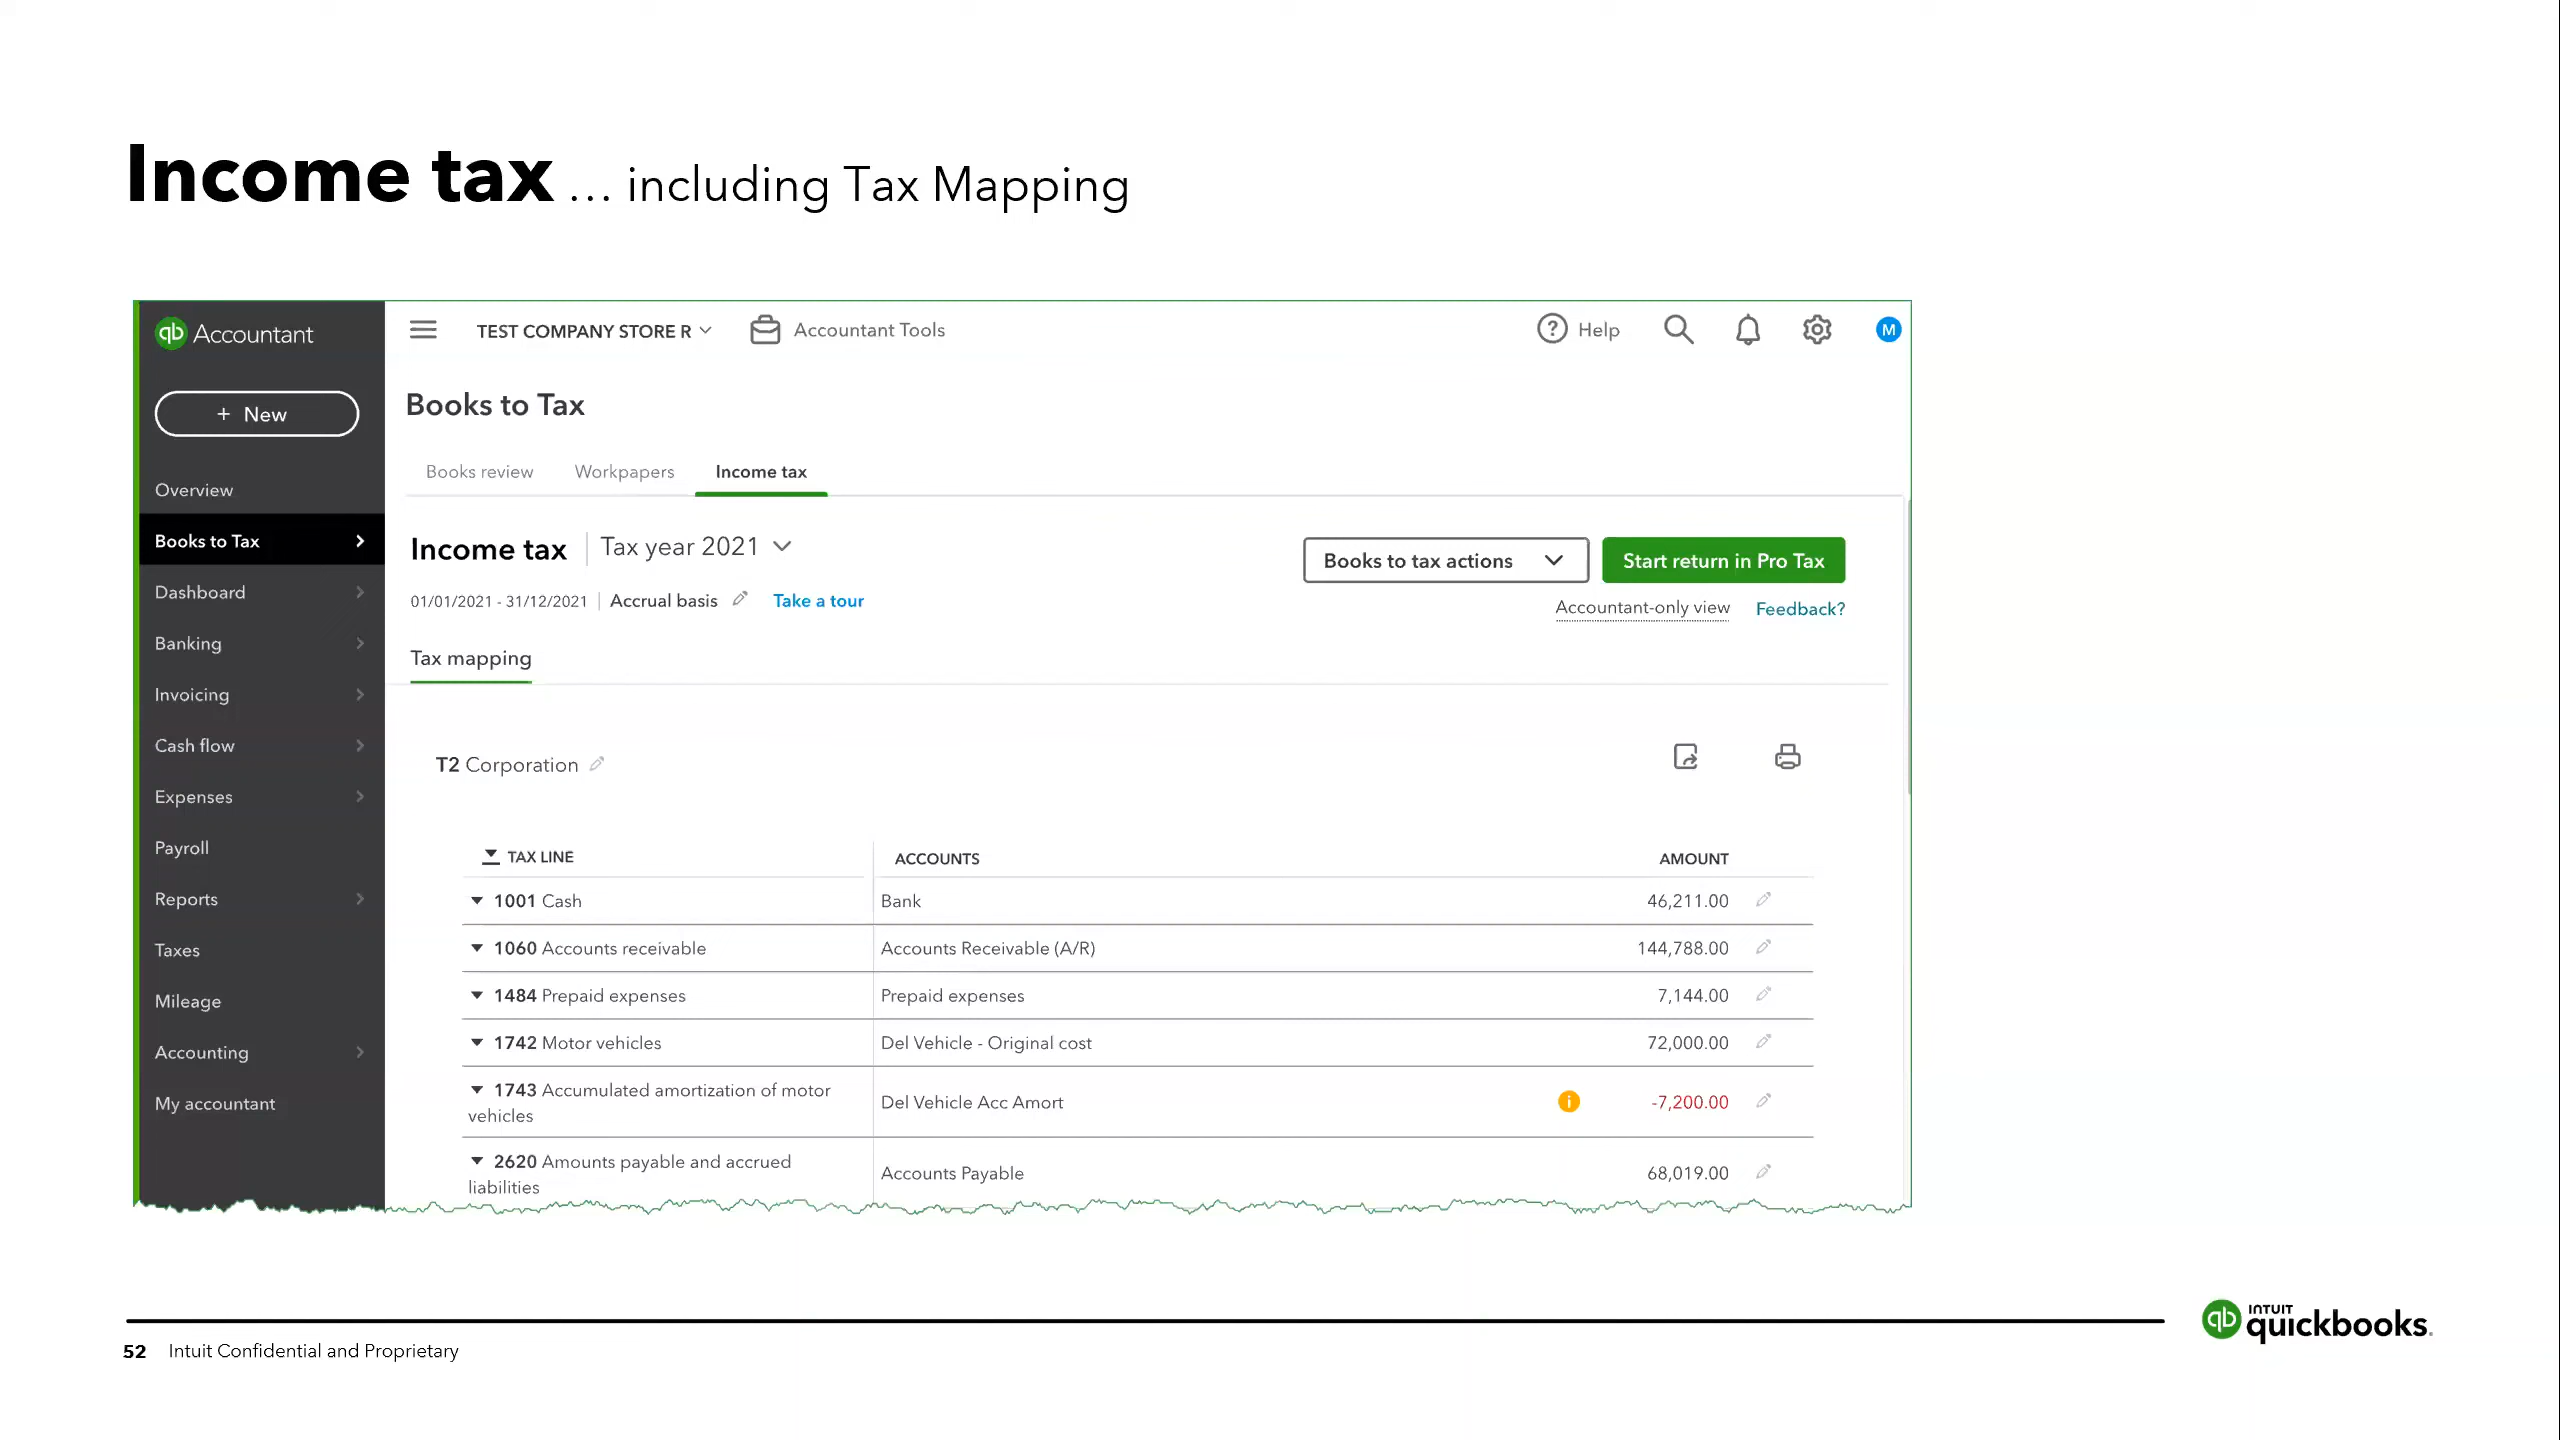 Income tax ... including Tax Mapping
qb Accountant
TEST COMPANY STORE R
Accountant Tools
? Help
M
+ New
Overview
Books to Tax
Dashboard
Banking
Invoicing
Cash flow
Expenses
Payroll
Reports
Taxes
Mileage
Accounting
My accountant
Books to Tax
Books review Workpapers Income tax
Income tax Tax year 2021
Books to tax actions
Start return in Pro Tax
01/01/2021 - 31/12/2021 Accrual basis Take a tour
Accountant-only view Feedback?
Tax mapping
T2 Corporation
TAX LINE ACCOUNTS AMOUNT
1001 Cash Bank 46,211.00
1060 Accounts receivable Accounts Receivable (A/R) 144,788.00
1484 Prepaid expenses Prepaid expenses 7,144.00
1742 Motor vehicles Del Vehicle - Original cost 72,000.00
1743 Accumulated amortization of motor
vehicles
Del Vehicle Acc Amort i -7,200.00
2620 Amounts payable and accrued
liabilities
Accounts Payable 68,019.00
52 Intuit Confidential and Proprietary
qb INTUIT
quickbooks.